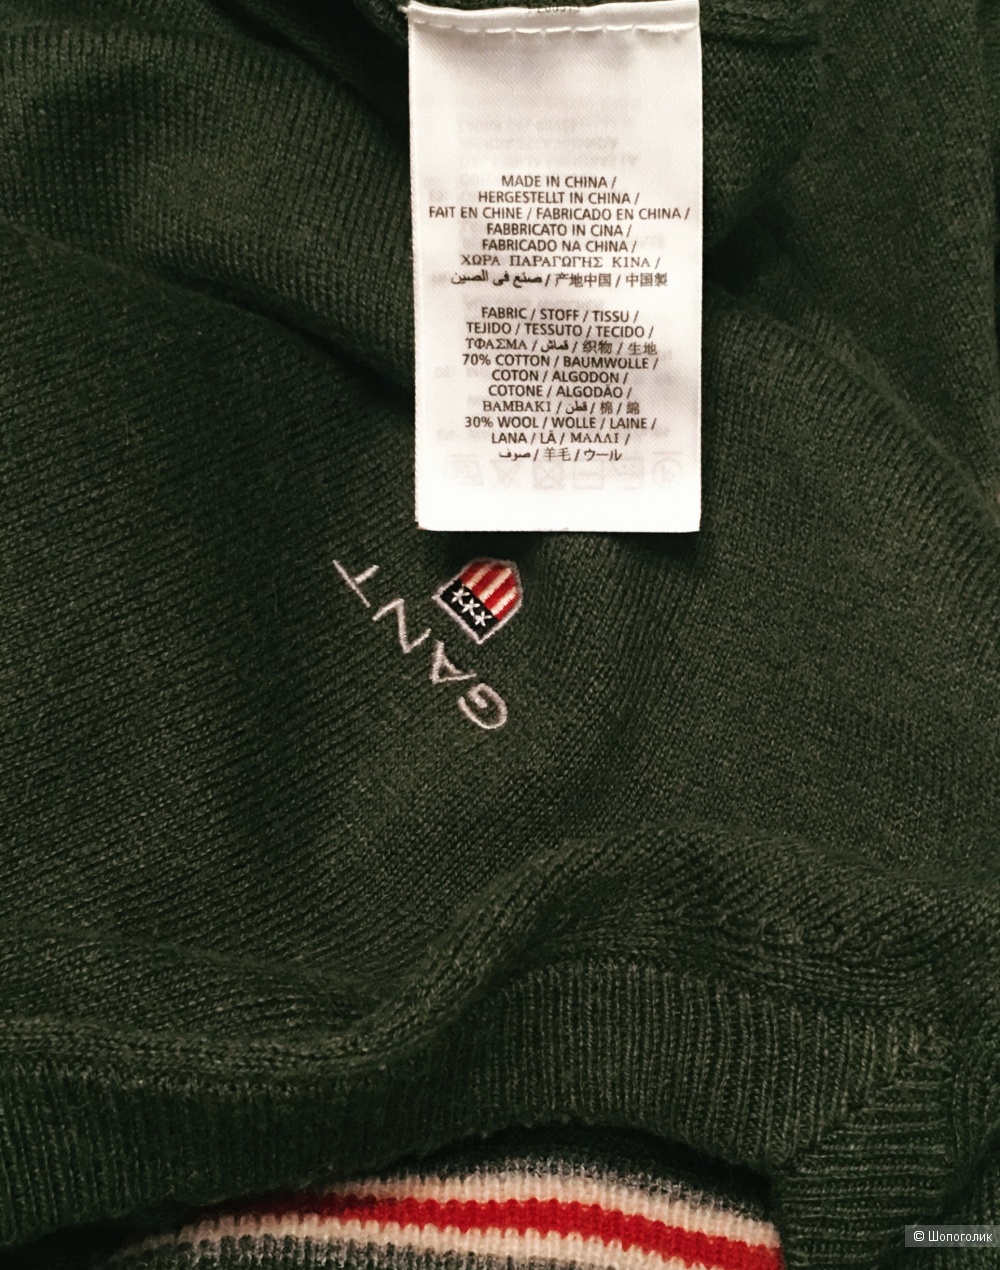 MADE IN CHINA /
HERGESTELLT IN CHINA /
FAIT EN CHINE / FABRICADO EN CHINA /
FABBRICATO IN CINA /
FABRICADO NA CHINA /
ΧΩΡΑ ΠΑΡΑΓΩΓΗΣ ΚΙΝΑ /
صنع فى الصين / 产地中国 / 中国製
FABRIC / STOFF / TISSU /
TEJIDO / TESSUTO / TECIDO /
ΤΦΑΣΜΑ / قماش / 织物 / 生地
70% COTTON / BAUMWOLLE /
COTON / ALGODON /
COTONE / ALGODÃO /
ΒΑΜΒΑΚΙ / قطن / 棉 / 綿
30% WOOL / WOLLE / LAINE /
LANA / LÃ / ΜΑΛΛΙ /
صوف / 羊毛 / ウール
GANT
© Шопоголик